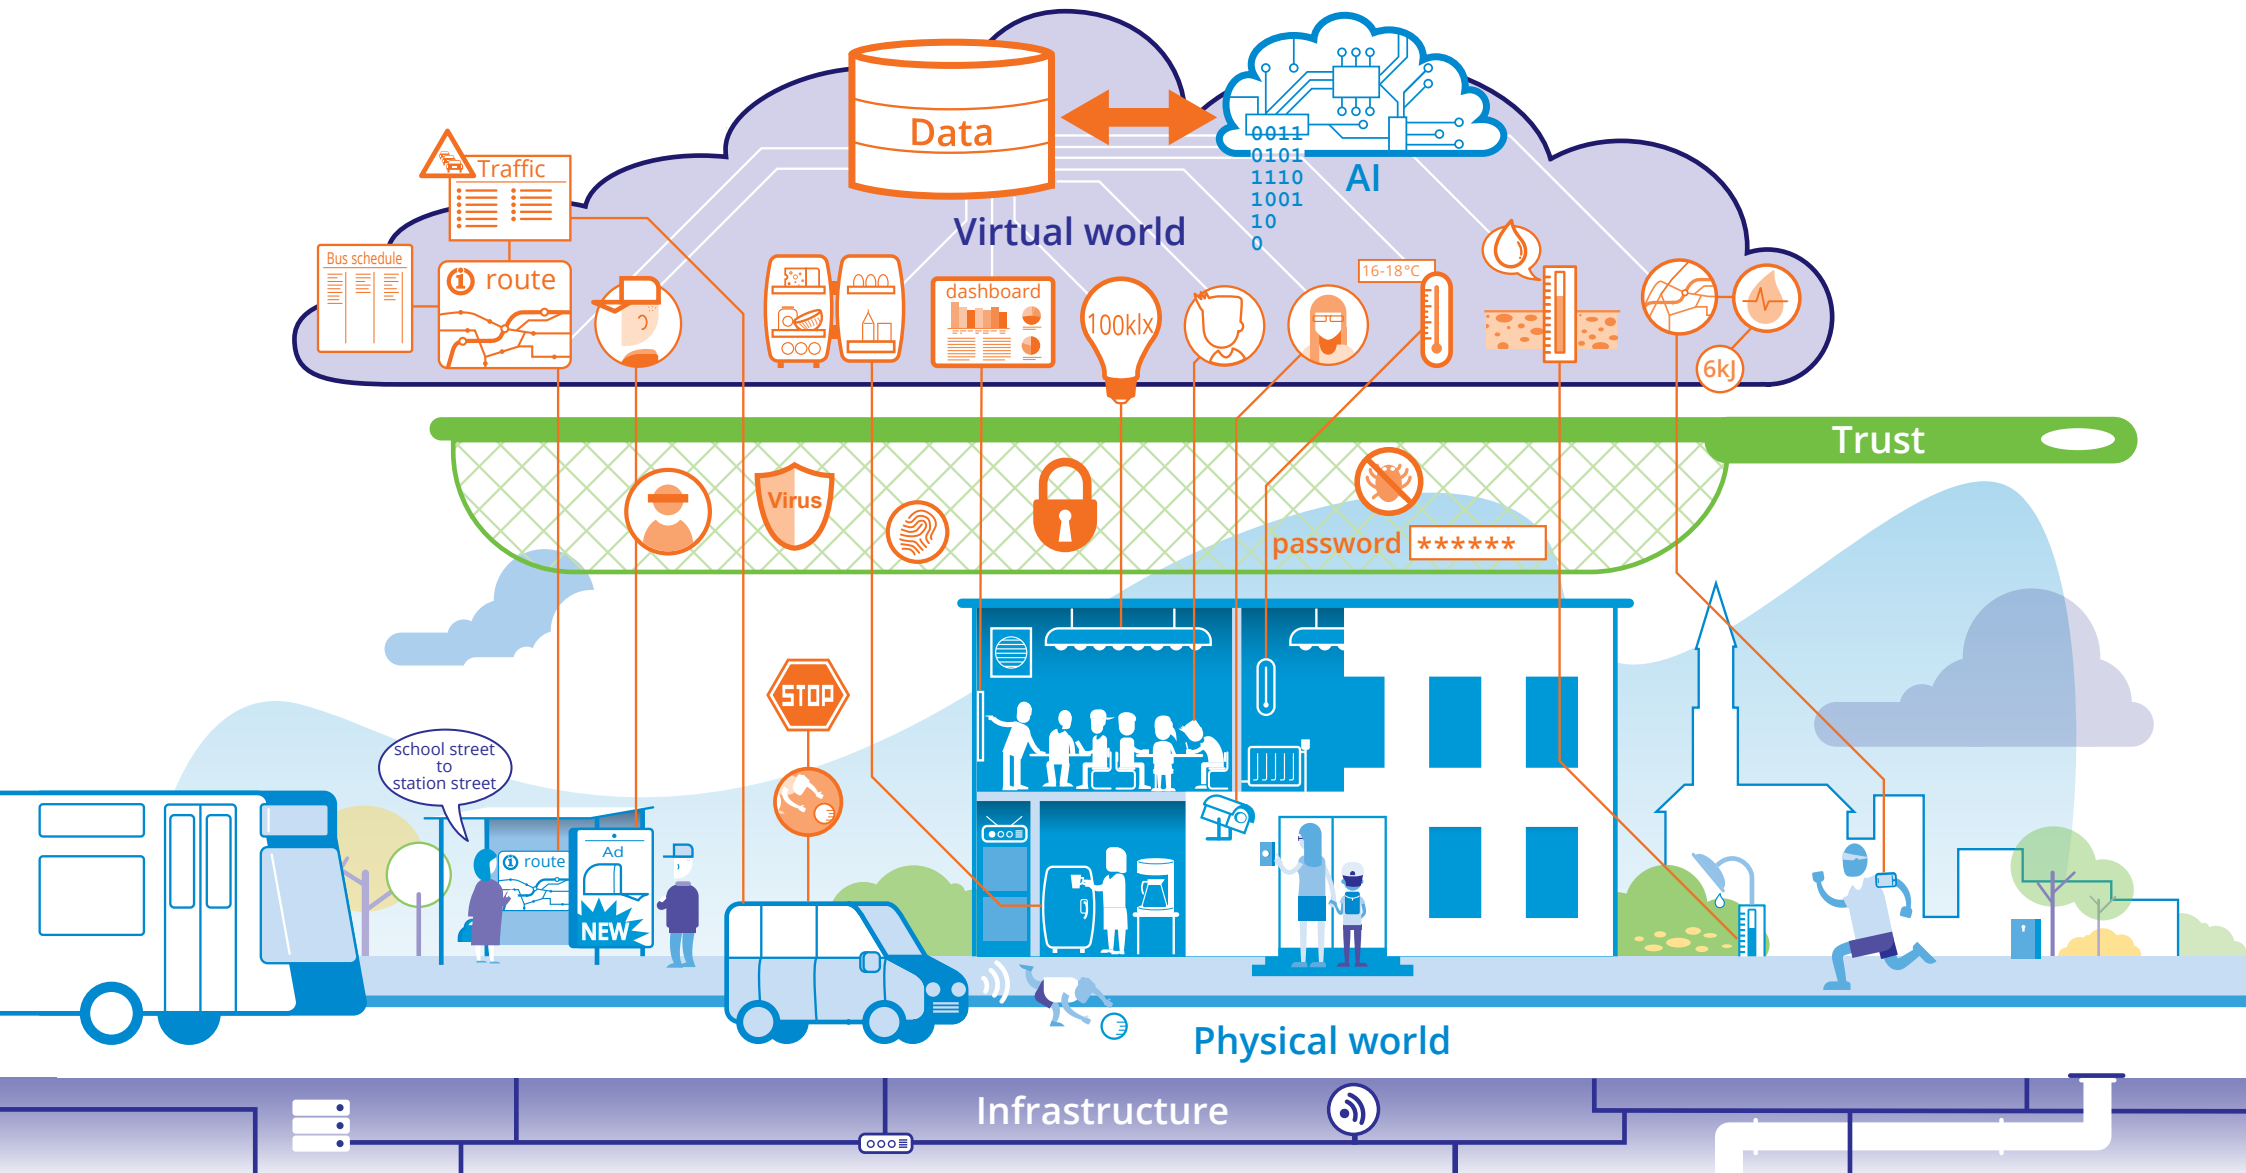 Data
0011
0101
1110
1001
10
0
AI
Traffic
Virtual world
Bus schedule
route
dashboard
100klx
16-18°C
6kJ
Trust
Virus
password ******
STOP
school street
to
station street
route
Ad
NEW
Physical world
Infrastructure